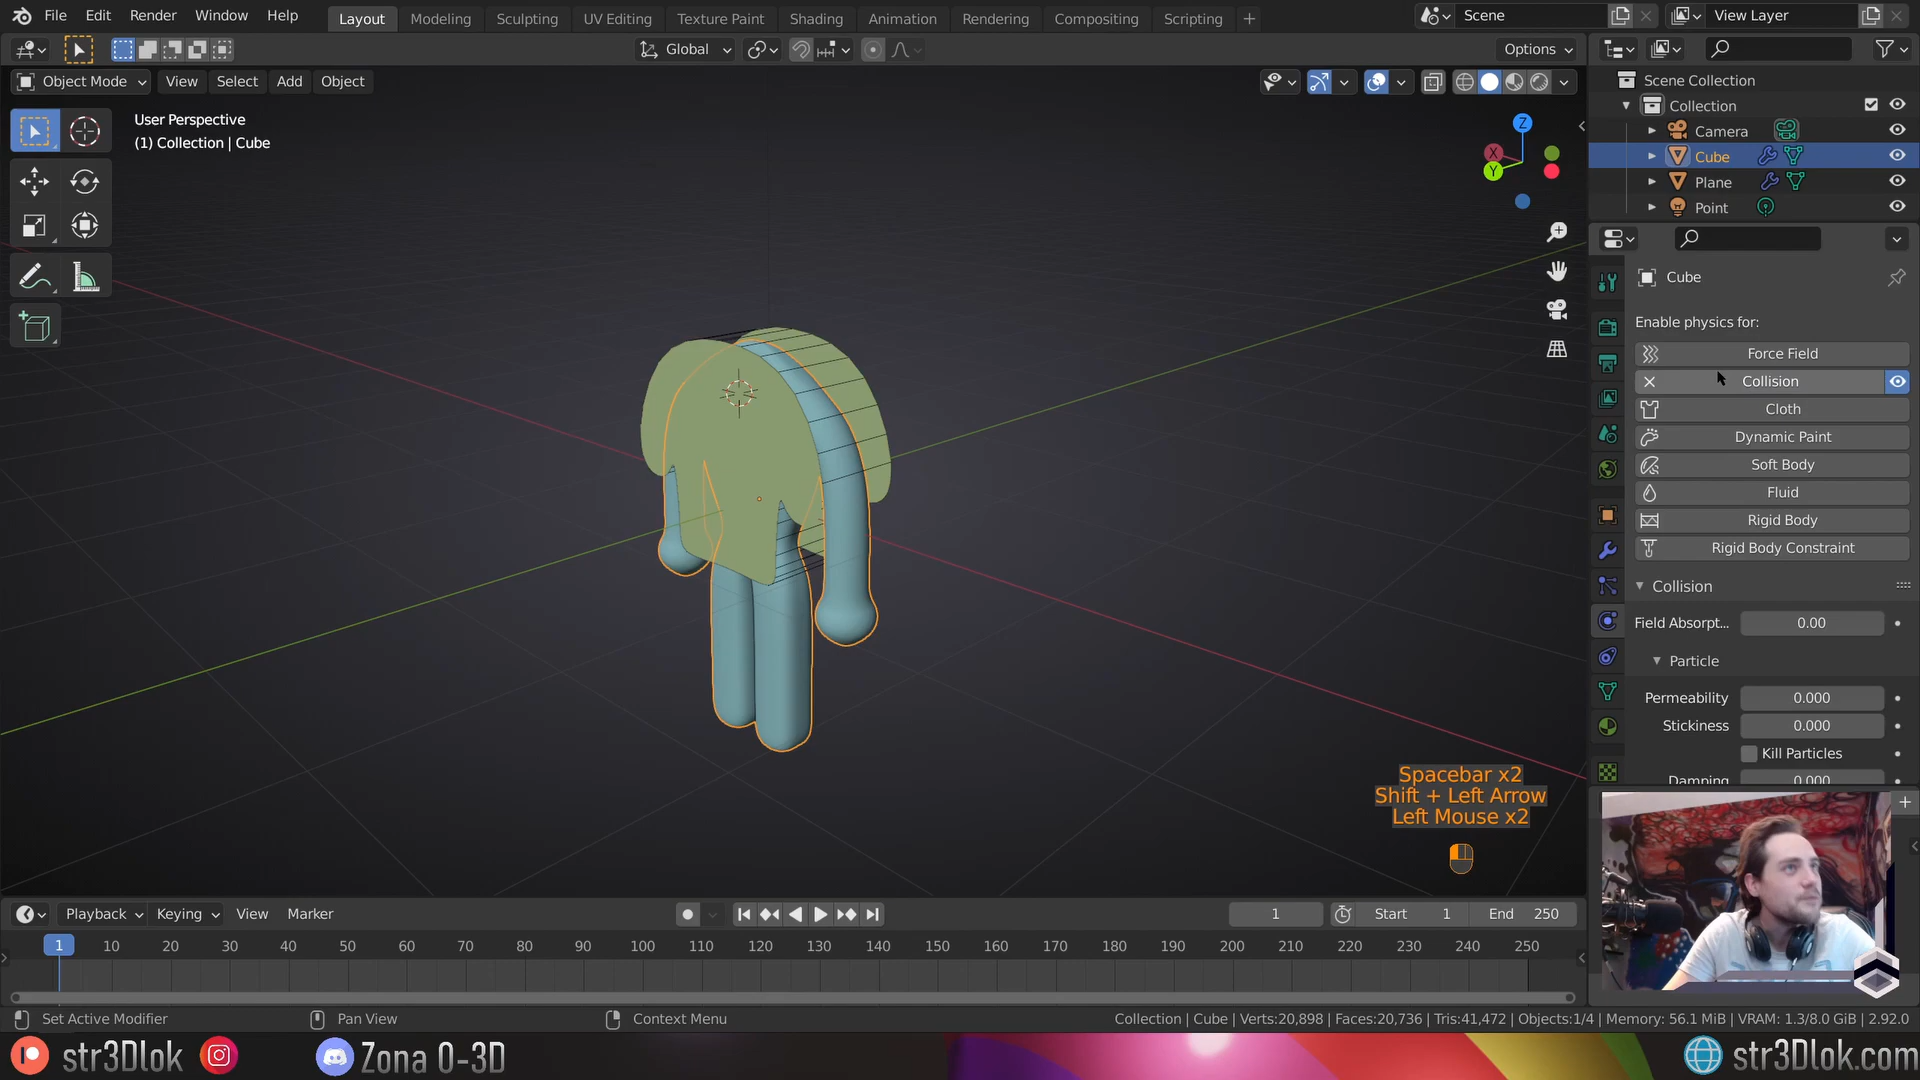 File Edit Render Window Help
Layout Modeling Sculpting UV Editing Texture Paint Shading Animation Rendering Compositing Scripting +
Scene
View Layer
Global
Options
Object Mode View Select Add Object
User Perspective
(1) Collection | Cube
Z
X
Y
Scene Collection
Collection
Camera
Cube
Plane
Point
Cube
Enable physics for:
Force Field
Collision
Cloth
Dynamic Paint
Soft Body
Fluid
Rigid Body
Rigid Body Constraint
Collision
Field Absorpt... 0.00
Particle
Permeability 0.000
Stickiness 0.000
Kill Particles
Damping 0.000
Spacebar x2
Shift + Left Arrow
Left Mouse x2
Playback Keying View Marker
1 Start 1 End 250
1 10 20 30 40 50 60 70 80 90 100 110 120 130 140 150 160 170 180 190 200 210 220 230 240 250
Set Active Modifier Pan View Context Menu
Collection | Cube | Verts:20,898 | Faces:20,736 | Tris:41,472 | Objects:1/4 | Memory: 56.1 MiB | VRAM: 1.3/8.0 GiB | 2.92.0
str3Dlok Zona 0-3D str3Dlok.com